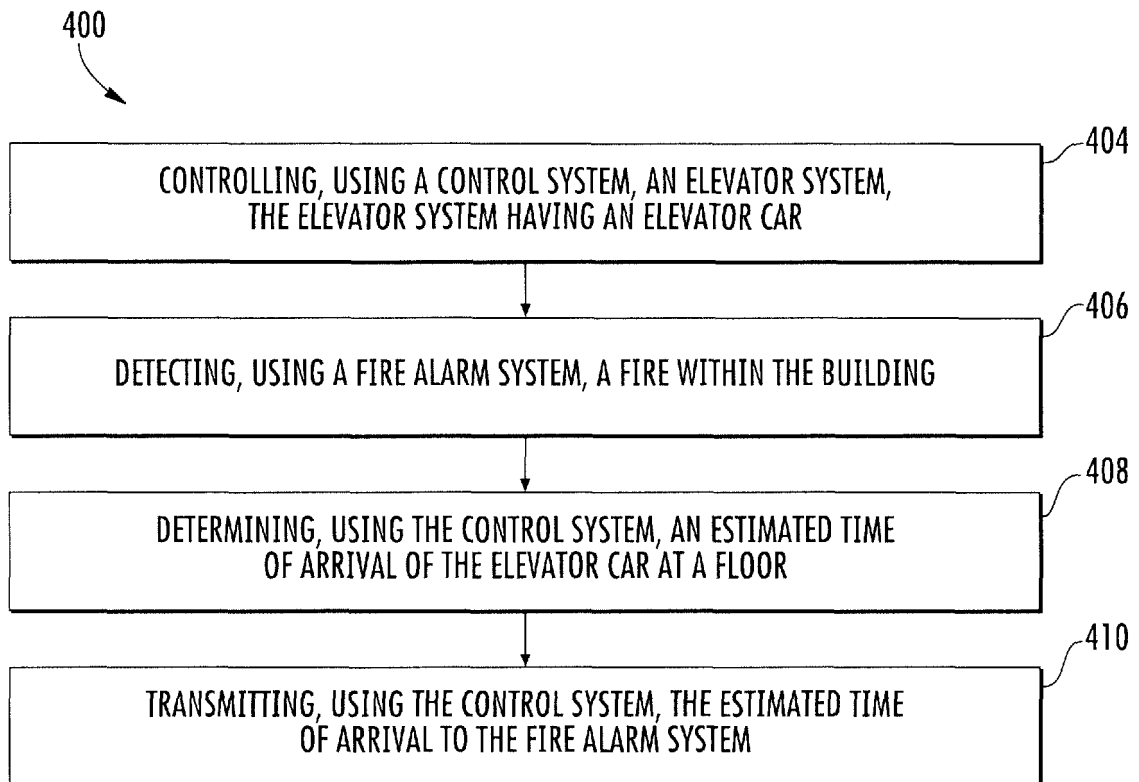 400
404
CONTROLLING, USING A CONTROL SYSTEM, AN ELEVATOR SYSTEM,
THE ELEVATOR SYSTEM HAVING AN ELEVATOR CAR
406
DETECTING, USING A FIRE ALARM SYSTEM, A FIRE WITHIN THE BUILDING
408
DETERMINING, USING THE CONTROL SYSTEM, AN ESTIMATED TIME
OF ARRIVAL OF THE ELEVATOR CAR AT A FLOOR
410
TRANSMITTING, USING THE CONTROL SYSTEM, THE ESTIMATED TIME
OF ARRIVAL TO THE FIRE ALARM SYSTEM